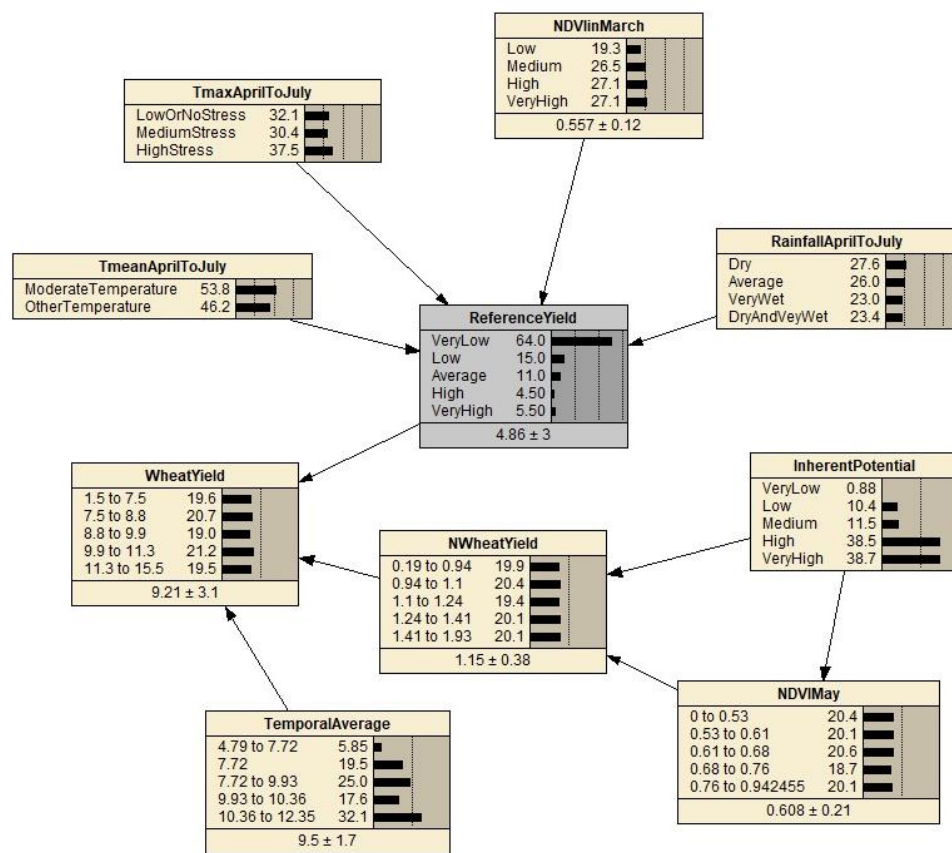 NDVIinMarch
Low 19.3
Medium 26.5
High 27.1
VeryHigh 27.1
0.557 ± 0.12
TmaxAprilToJuly
LowOrNoStress 32.1
MediumStress 30.4
HighStress 37.5
RainfallAprilToJuly
Dry 27.6
Average 26.0
VeryWet 23.0
DryAndVeyWet 23.4
TmeanAprilToJuly
ModerateTemperature 53.8
OtherTemperature 46.2
ReferenceYield
VeryLow 64.0
Low 15.0
Average 11.0
High 4.50
VeryHigh 5.50
4.86 ± 3
WheatYield
1.5 to 7.5 19.6
7.5 to 8.8 20.7
8.8 to 9.9 19.0
9.9 to 11.3 21.2
11.3 to 15.5 19.5
9.21 ± 3.1
InherentPotential
VeryLow 0.88
Low 10.4
Medium 11.5
High 38.5
VeryHigh 38.7
NWheatYield
0.19 to 0.94 19.9
0.94 to 1.1 20.4
1.1 to 1.24 19.4
1.24 to 1.41 20.1
1.41 to 1.93 20.1
1.15 ± 0.38
NDVIMay
0 to 0.53 20.4
0.53 to 0.61 20.1
0.61 to 0.68 20.6
0.68 to 0.76 18.7
0.76 to 0.942455 20.1
0.608 ± 0.21
TemporalAverage
4.79 to 7.72 5.85
7.72 19.5
7.72 to 9.93 25.0
9.93 to 10.36 17.6
10.36 to 12.35 32.1
9.5 ± 1.7